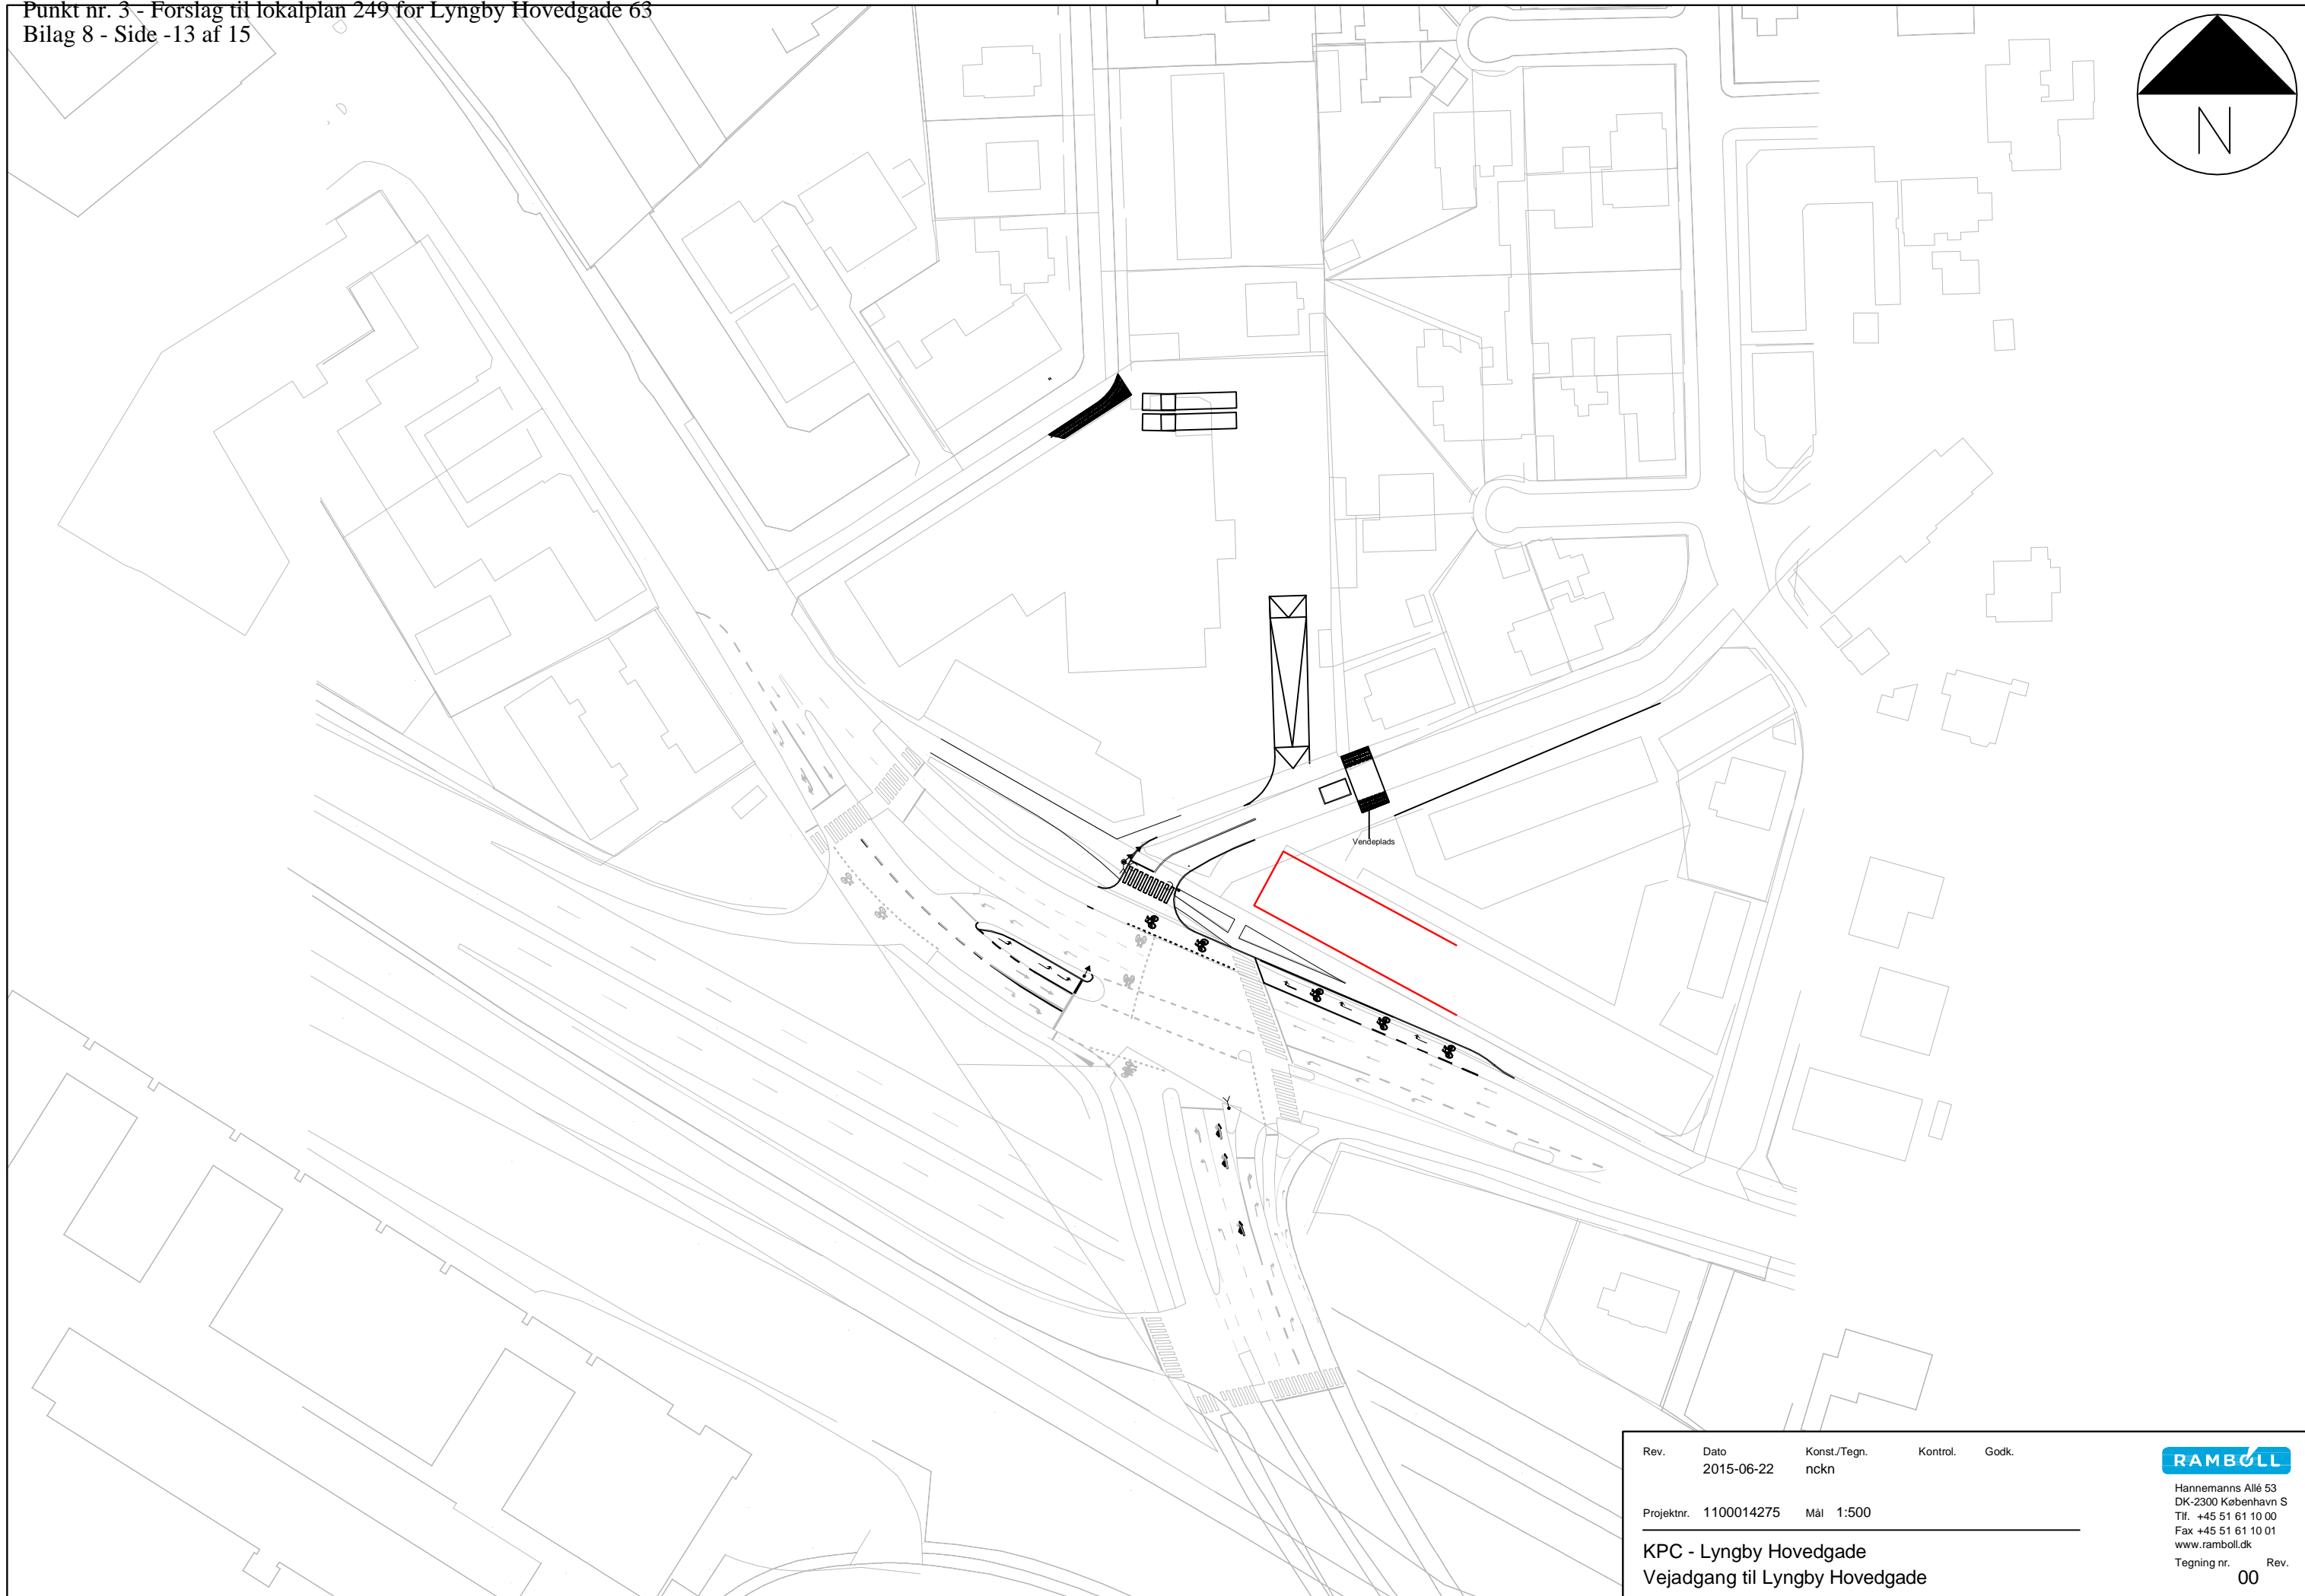 Punkt nr. 3 - Forslag til lokalplan 249 for Lyngby Hovedgade 63
Bilag 8 - Side -13 af 15
N
Vendeplads
Rev. Dato Konst./Tegn. Kontrol. Godk.
2015-06-22 nckn
Projektnr. 1100014275 Mål 1:500
KPC - Lyngby Hovedgade
Vejadgang til Lyngby Hovedgade
RAMBØLL
Hannemanns Allé 53
DK-2300 København S
Tlf. +45 51 61 10 00
Fax +45 51 61 10 01
www.ramboll.dk
Tegning nr. Rev.
00